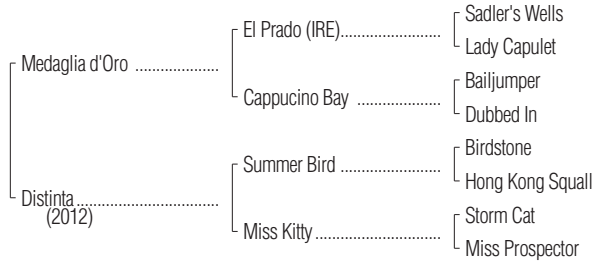 Sadler's Wells
El Prado (IRE)....................
Lady Capulet
Medaglia d'Oro ....................
Bailjumper
Cappucino Bay ....................
Dubbed In
Birdstone
Summer Bird ........................
Hong Kong Squall
Distinta..................................
(2012)
Storm Cat
Miss Kitty..............................
Miss Prospector